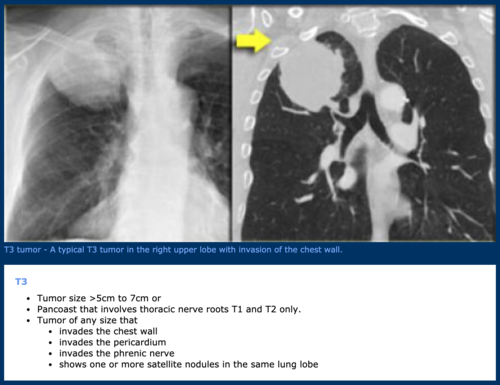 T3 tumor - A typical T3 tumor in the right upper lobe with invasion of the chest wall.
T3
• Tumor size >5cm to 7cm or
• Pancoast that involves thoracic nerve roots T1 and T2 only.
• Tumor of any size that
• invades the chest wall
• invades the pericardium
• invades the phrenic nerve
• shows one or more satellite nodules in the same lung lobe